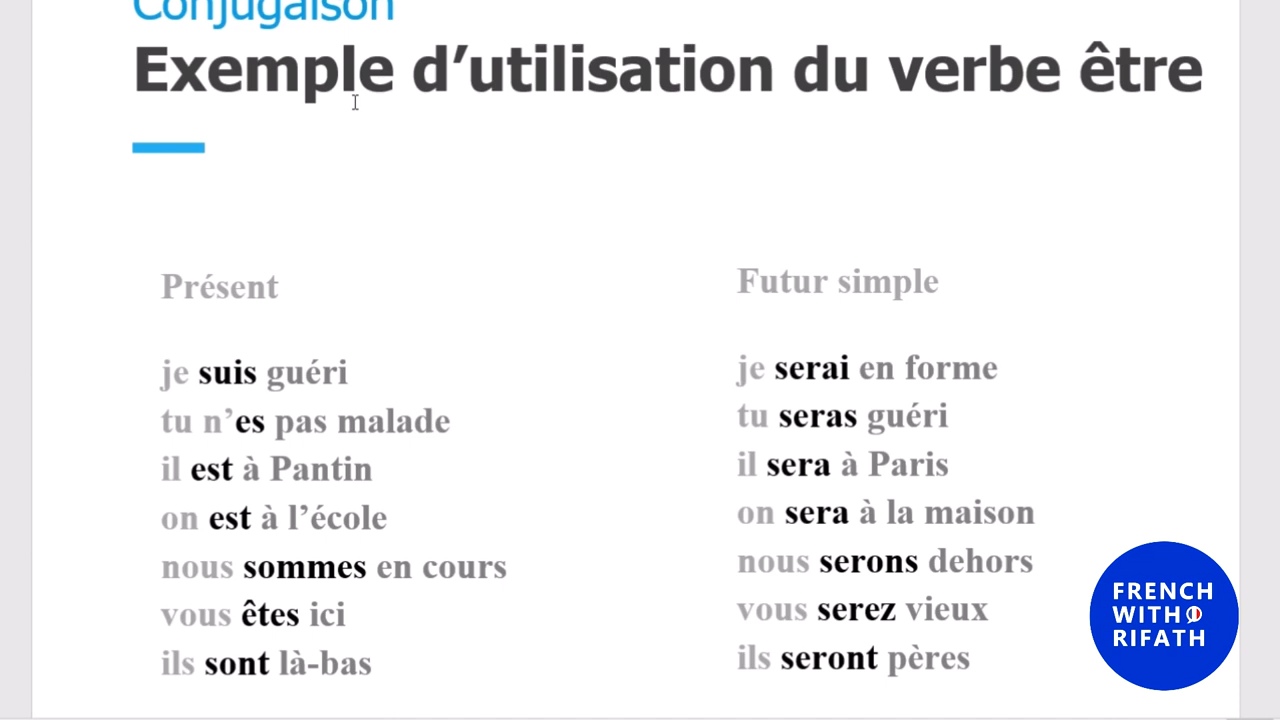 Conjugaison
Exemple d’utilisation du verbe être
Présent
je suis guéri
tu n’es pas malade
il est à Pantin
on est à l’école
nous sommes en cours
vous êtes ici
ils sont là-bas
Futur simple
je serai en forme
tu seras guéri
il sera à Paris
on sera à la maison
nous serons dehors
vous serez vieux
ils seront pères
FRENCH
WITH
RIFATH